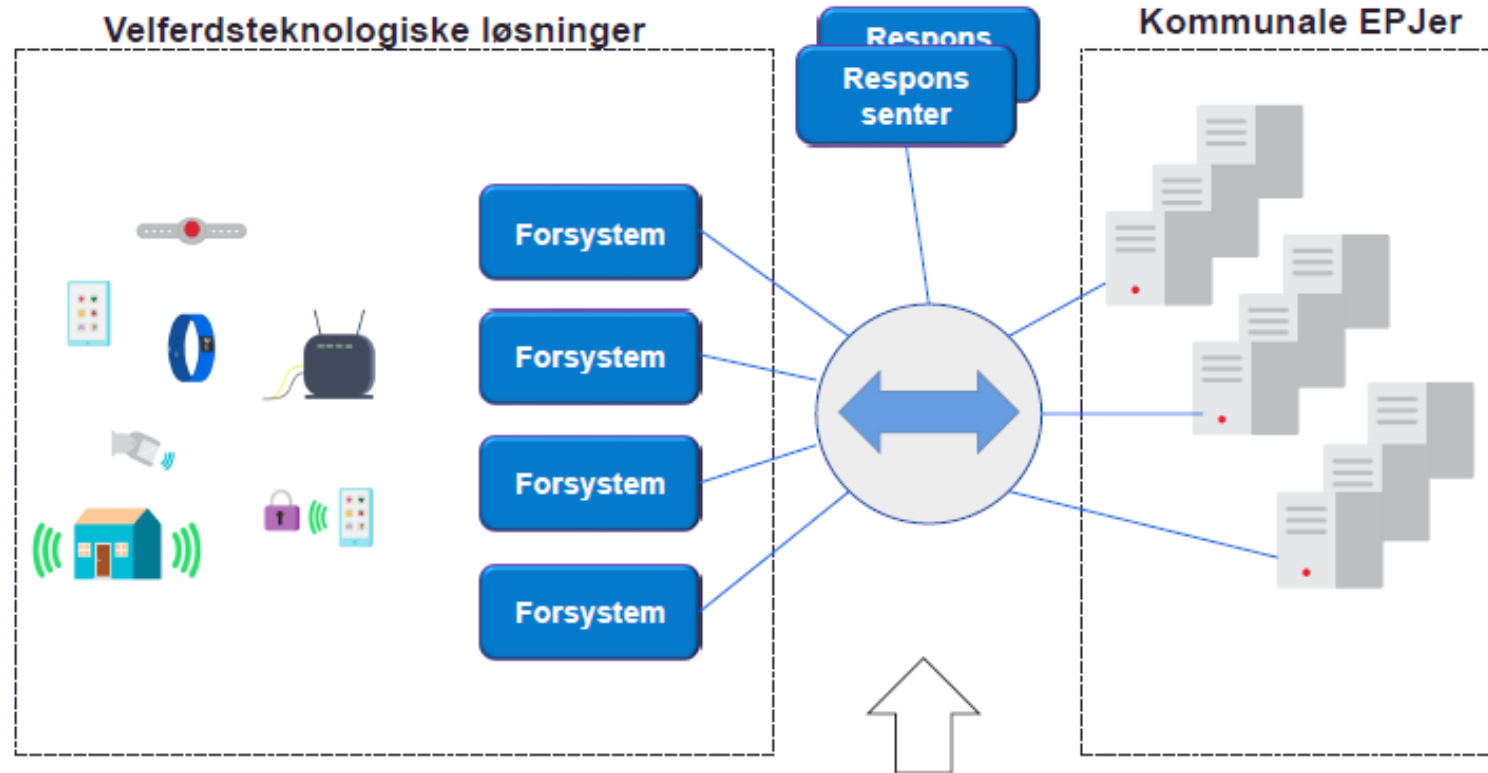 Velferdsteknologiske løsninger
Respons
Respons
senter
Kommunale EPJer
Forsystem
Forsystem
Forsystem
Forsystem